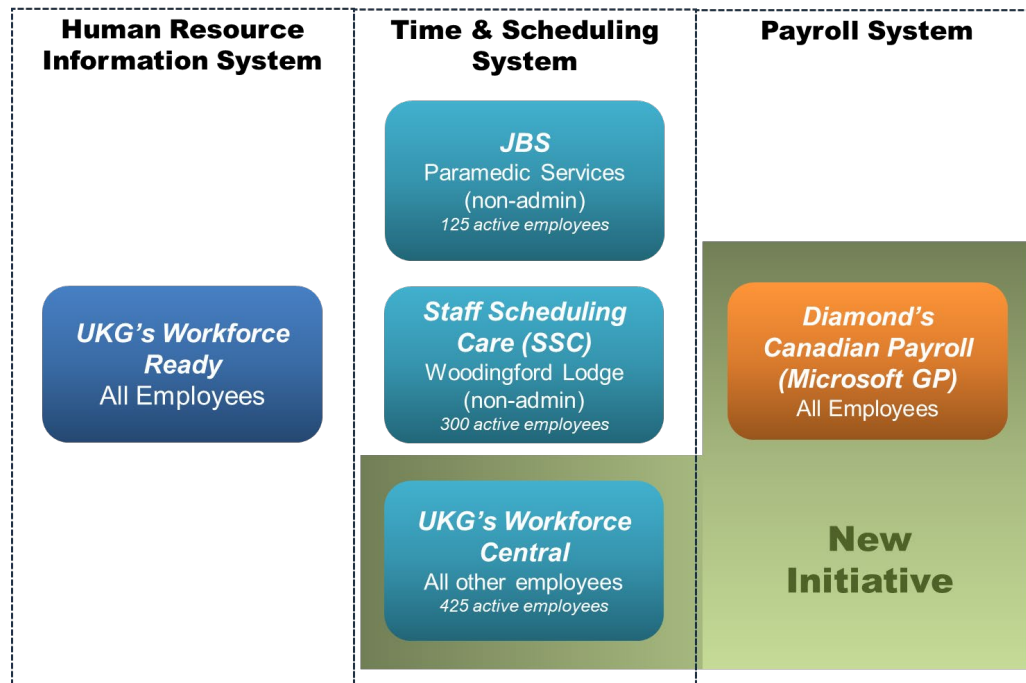 Human Resource
Information System
Time & Scheduling
System
Payroll System
JBS
Paramedic Services
(non-admin)
125 active employees
UKG's Workforce
Ready
All Employees
Staff Scheduling
Care (SSC)
Woodingford Lodge
(non-admin)
300 active employees
Diamond's
Canadian Payroll
(Microsoft GP)
All Employees
UKG's Workforce
Central
All other employees
425 active employees
New
Initiative